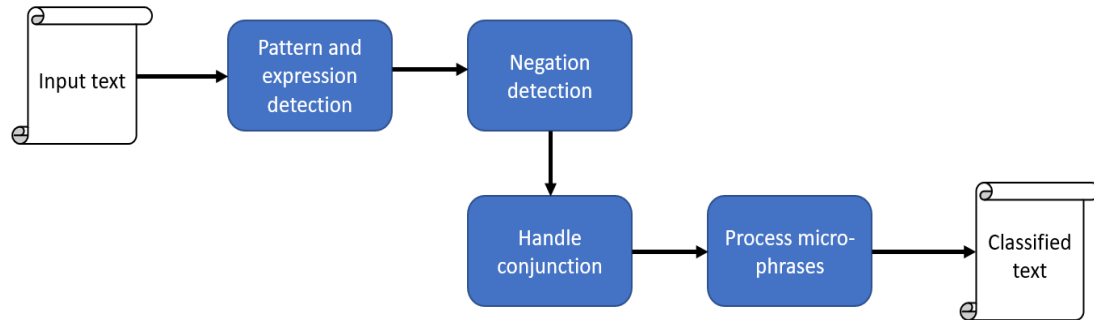 Input text
Pattern and
expression
detection
Negation
detection
Handle
conjunction
Process micro-
phrases
Classified
text